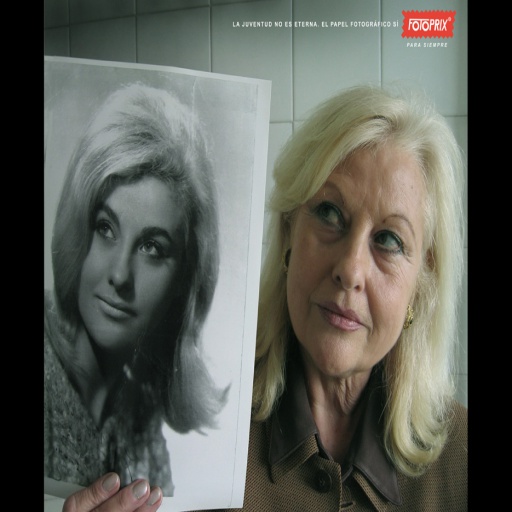 LA JUVENTUD NO ES ETERNA. EL PAPEL FOTOGRÁFICO SÍ
FOTOPRIX
PARA SIEMPRE